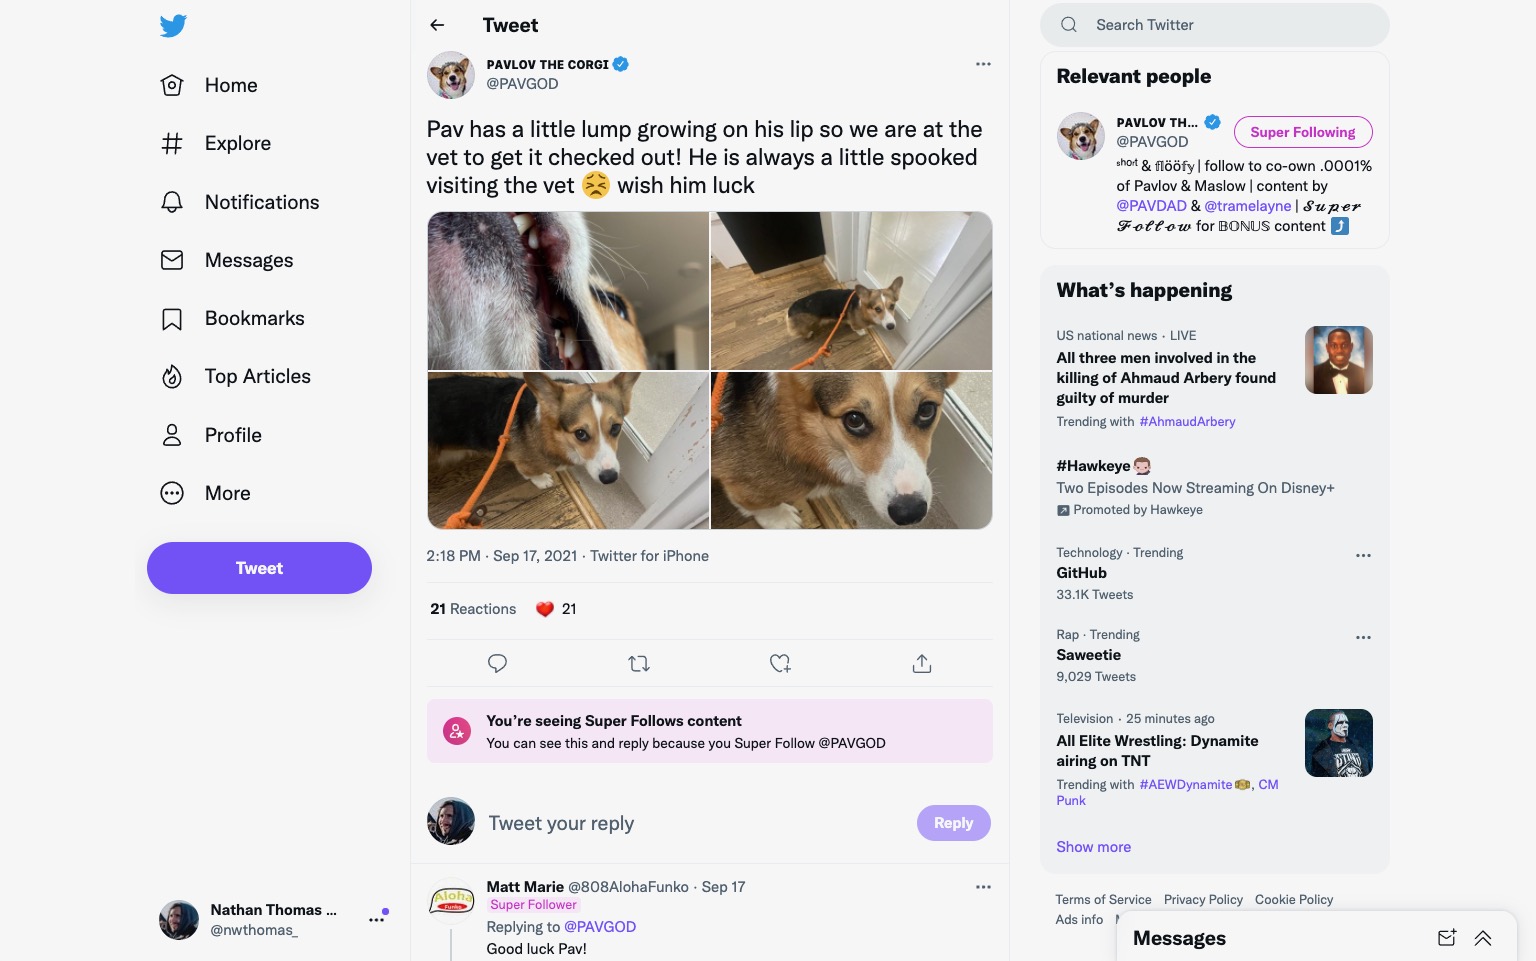 Home
Explore
Notifications
Messages
Bookmarks
Top Articles
Profile
More
Tweet
Nathan Thomas ...
@nwthomas_
Tweet
PAVLOV THE CORGI
@PAVGOD
Pav has a little lump growing on his lip so we are at the
vet to get it checked out! He is always a little spooked
visiting the vet 😣 wish him luck
2:18 PM · Sep 17, 2021 · Twitter for iPhone
21 Reactions ❤️ 21
You’re seeing Super Follows content
You can see this and reply because you Super Follow @PAVGOD
Tweet your reply
Reply
Aloha
Funko
Matt Marie @808AlohaFunko · Sep 17
Super Follower
Replying to @PAVGOD
Good luck Pav!
Search Twitter
Relevant people
PAVLOV TH...
@PAVGOD
Super Following
ˢʰᵒʳᵗ & 𝕗𝕝öö𝕗𝕪 | follow to co-own .0001%
of Pavlov & Maslow | content by
@PAVDAD & @tramelayne | 𝓢𝓾𝓹𝓮𝓻
𝓕𝓸𝓵𝓵𝓸𝔀 for 𝔹𝕆ℕ𝕌𝕊 content ⤴️
What’s happening
US national news · LIVE
All three men involved in the
killing of Ahmaud Arbery found
guilty of murder
Trending with #AhmaudArbery
#Hawkeye
Two Episodes Now Streaming On Disney+
Promoted by Hawkeye
Technology · Trending
GitHub
33.1K Tweets
Rap · Trending
Saweetie
9,029 Tweets
Television · 25 minutes ago
All Elite Wrestling: Dynamite
airing on TNT
Trending with #AEWDynamite, CM
Punk
STING
Show more
Terms of Service Privacy Policy Cookie Policy
Ads info
Messages